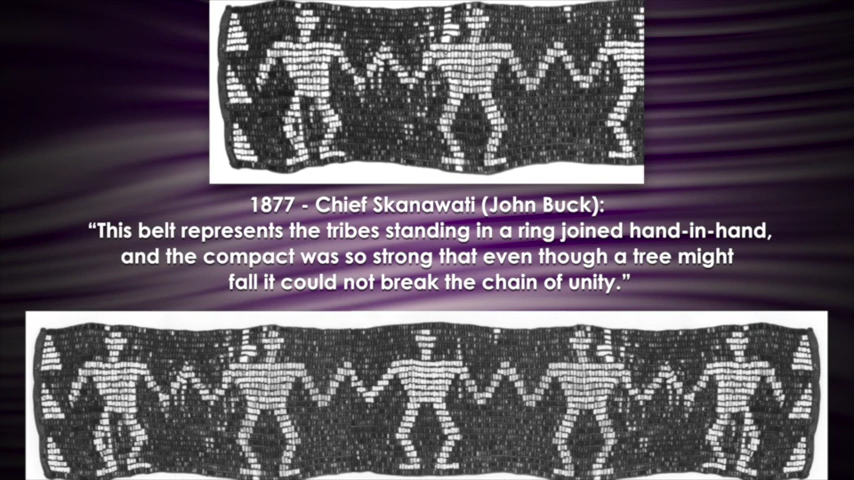 1877 - Chief Skanawati (John Buck):
“This belt represents the tribes standing in a ring joined hand-in-hand,
and the compact was so strong that even though a tree might
fall it could not break the chain of unity.”